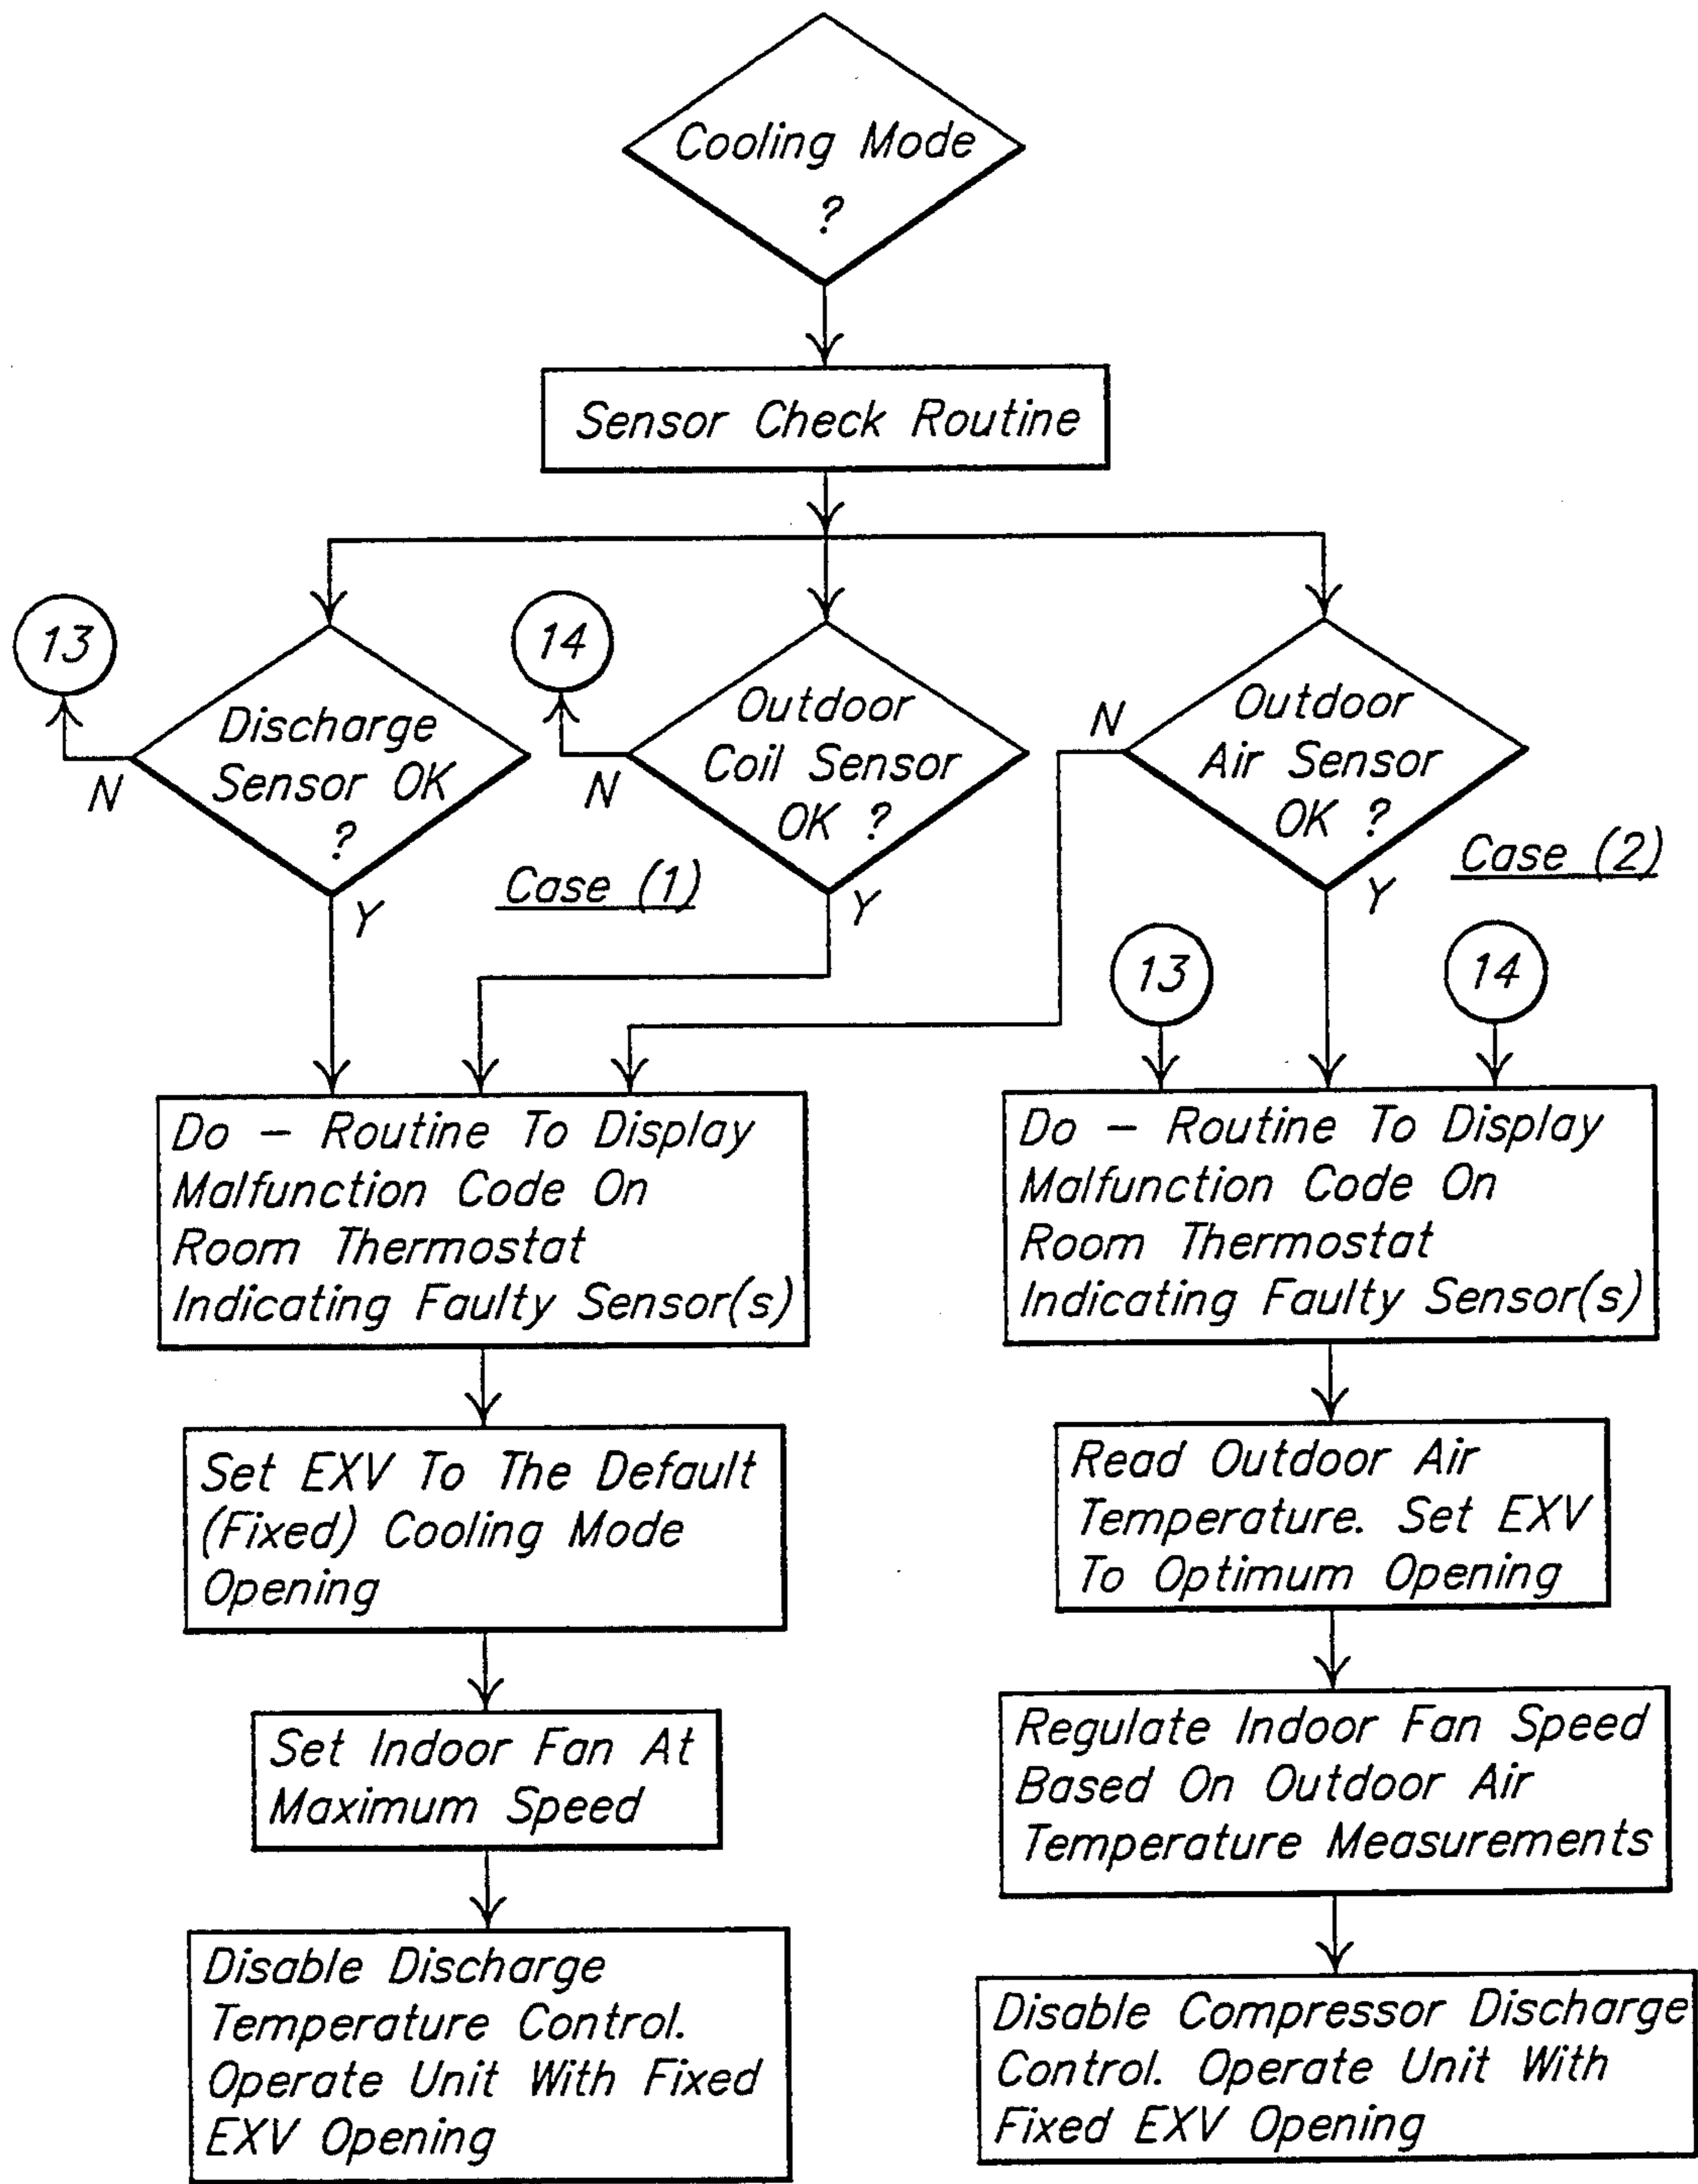 Cooling Mode
?
Sensor Check Routine
13
14
Discharge
Sensor OK
?
N
Y
Outdoor
Coil Sensor
OK ?
N
Y
Outdoor
Air Sensor
OK ?
N
Y
Case (1)
Case (2)
13
14
Do – Routine To Display
Malfunction Code On
Room Thermostat
Indicating Faulty Sensor(s)
Set EXV To The Default
(Fixed) Cooling Mode
Opening
Set Indoor Fan At
Maximum Speed
Disable Discharge
Temperature Control.
Operate Unit With Fixed
EXV Opening
Do – Routine To Display
Malfunction Code On
Room Thermostat
Indicating Faulty Sensor(s)
Read Outdoor Air
Temperature. Set EXV
To Optimum Opening
Regulate Indoor Fan Speed
Based On Outdoor Air
Temperature Measurements
Disable Compressor Discharge
Control. Operate Unit With
Fixed EXV Opening